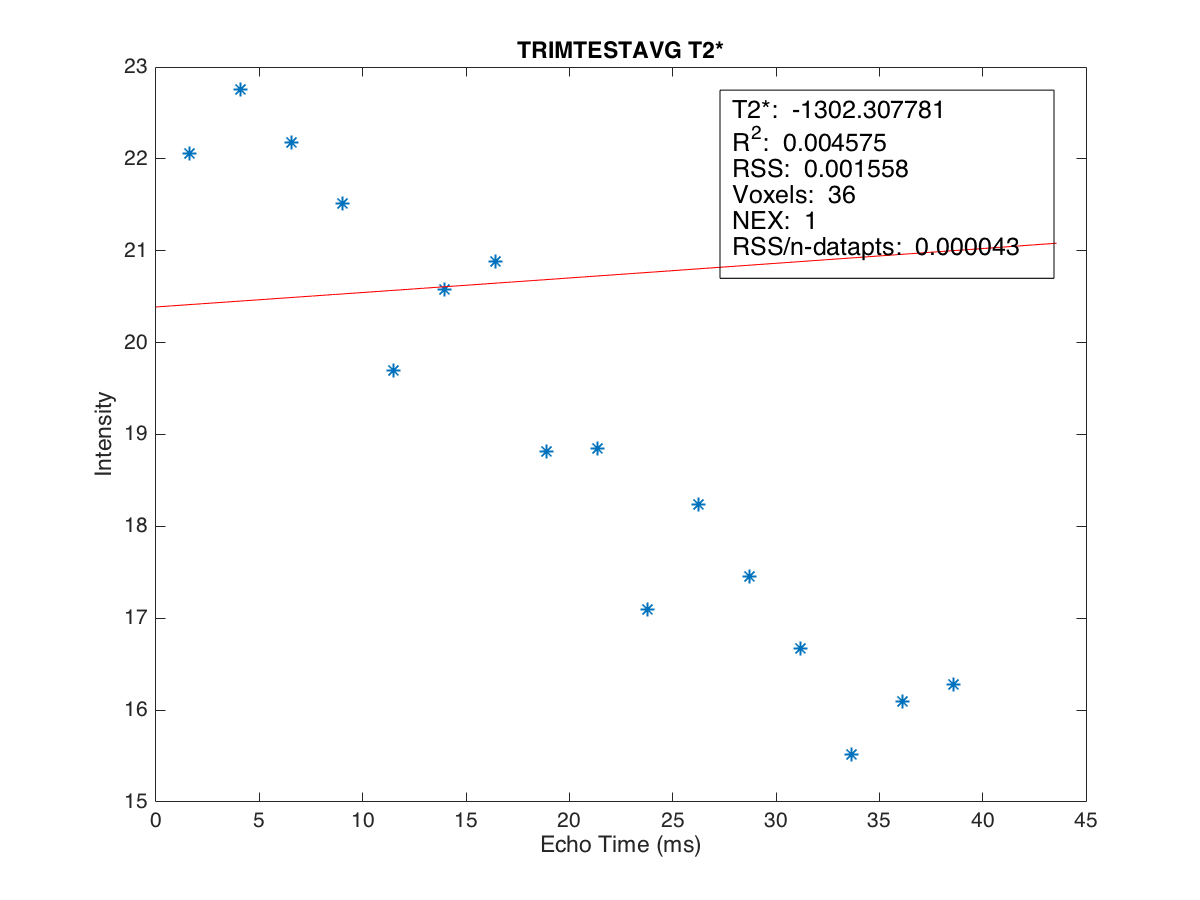 TRIMTESTAVG T2*
T2*: -1302.307781
R2: 0.004575
RSS: 0.001558
Voxels: 36
NEX: 1
RSS/n-datapts: 0.000043
Intensity
23
22
21
20
19
18
17
16
15
0 5 10 15 20 25 30 35 40 45
Echo Time (ms)